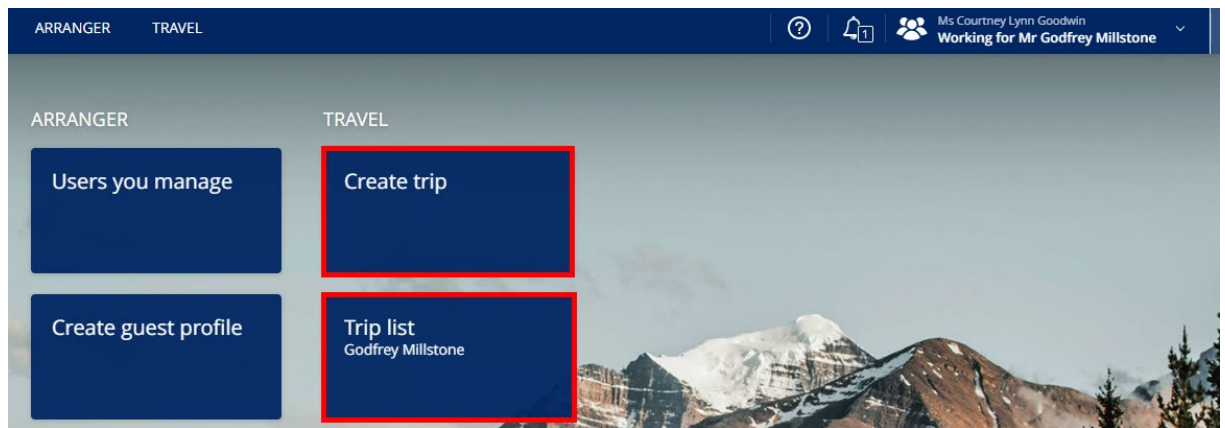 ARRANGER TRAVEL
?
1
Ms Courtney Lynn Goodwin
Working for Mr Godfrey Millstone
ARRANGER
TRAVEL
Users you manage
Create trip
Create guest profile
Trip list
Godfrey Millstone